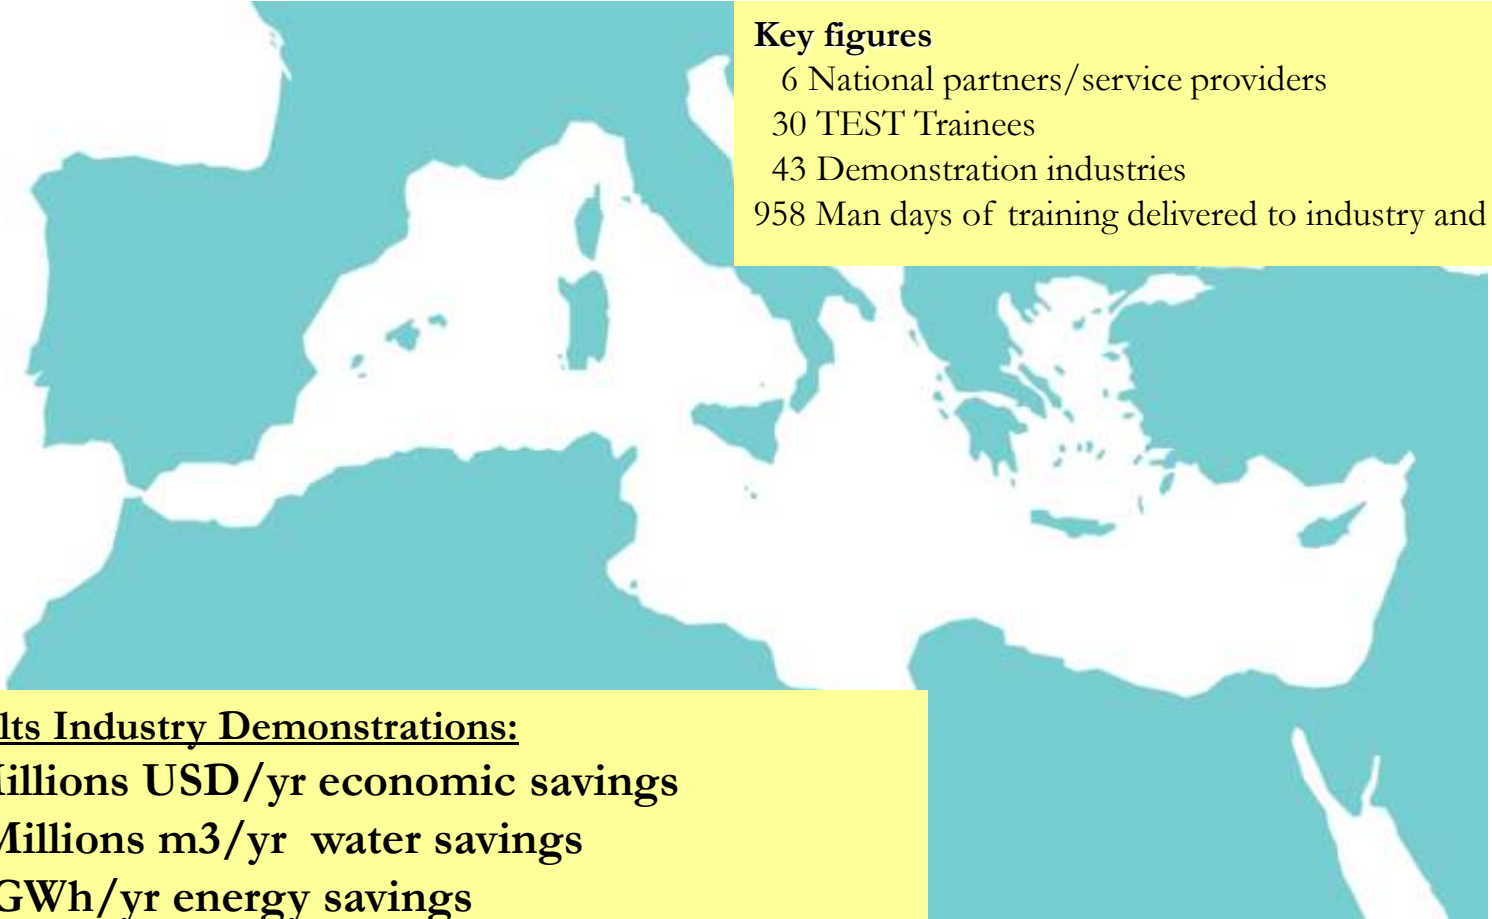 Key figures
6 National partners/service providers
30 TEST Trainees
43 Demonstration industries
958 Man days of training delivered to industry and
lts Industry Demonstrations:
illions USD/yr economic savings
Millions m3/yr water savings
GWh/yr energy savings